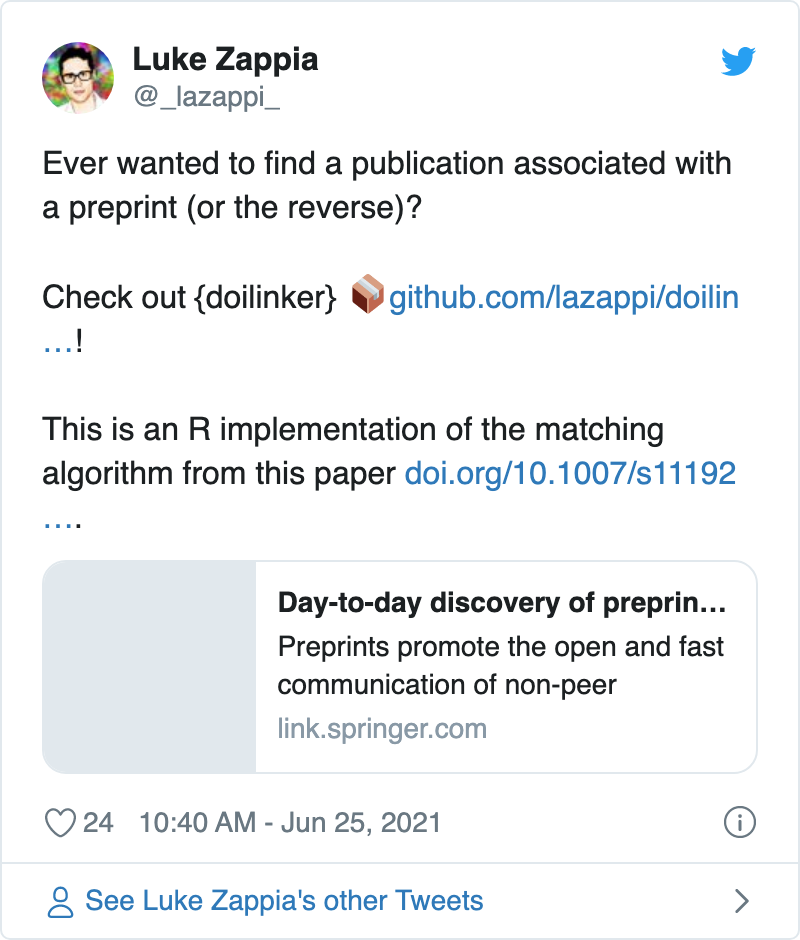 Luke Zappia
@_lazappi_
Ever wanted to find a publication associated with
a preprint (or the reverse)?
Check out {doilinker} 📦github.com/lazappi/doilin
…!
This is an R implementation of the matching
algorithm from this paper doi.org/10.1007/s11192
….
Day-to-day discovery of preprin…
Preprints promote the open and fast
communication of non-peer
link.springer.com
24 10:40 AM - Jun 25, 2021
See Luke Zappia's other Tweets